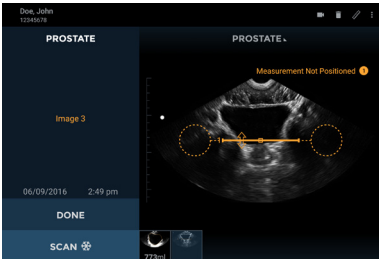 Doe, John
12345678
PROSTATE
PROSTATE
Measurement Not Positioned
Image 3
06/09/2016 2:49 pm
DONE
SCAN
773ml